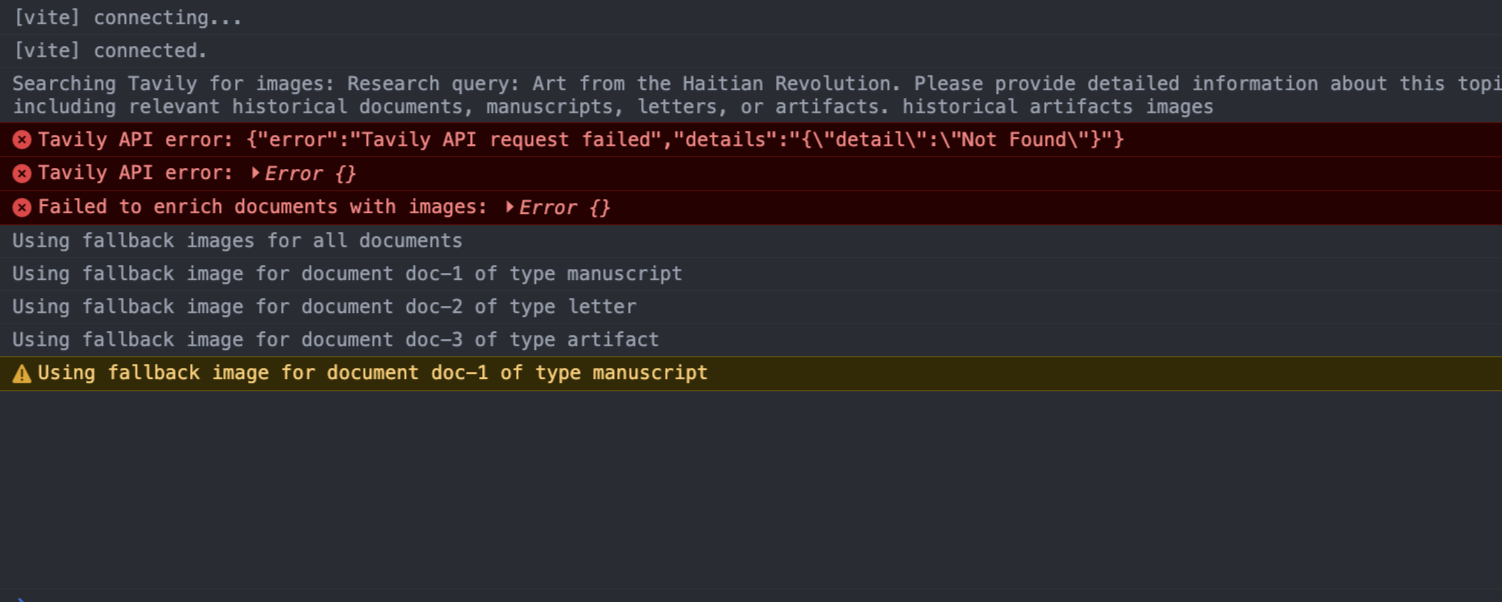 [vite] connecting...
[vite] connected.
Searching Tavily for images: Research query: Art from the Haitian Revolution. Please provide detailed information about this topi
including relevant historical documents, manuscripts, letters, or artifacts. historical artifacts images
Tavily API error: {"error":"Tavily API request failed","details":"{\"detail\":\"Not Found\"}"}
Tavily API error: Error {}
Failed to enrich documents with images: Error {}
Using fallback images for all documents
Using fallback image for document doc-1 of type manuscript
Using fallback image for document doc-2 of type letter
Using fallback image for document doc-3 of type artifact
Using fallback image for document doc-1 of type manuscript